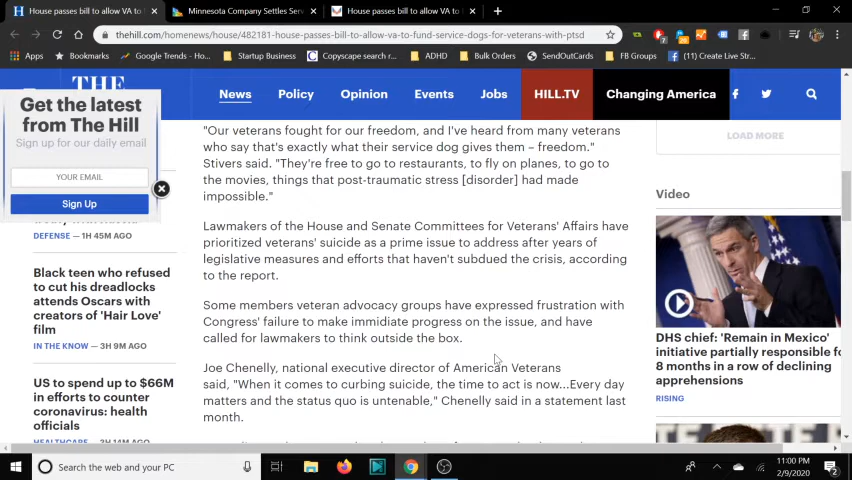 House passes bill to allow VA to
Minnesota Company Settles Serv
House passes bill to allow VA to
thehill.com/homenews/house/482181-house-passes-bill-to-allow-va-to-fund-service-dogs-for-veterans-with-ptsd
Apps
Bookmarks
Google Trends - Ho...
Startup Business
Copyscape search r...
ADHD
Bulk Orders
SendOutCards
FB Groups
(11) Create Live Str...
THE
News
Policy
Opinion
Events
Jobs
HILL.TV
Changing America
Get the latest
from The Hill
Sign up for our daily email
YOUR EMAIL
Sign Up
DEFENSE - 1H 45M AGO
Black teen who refused
to cut his dreadlocks
attends Oscars with
creators of 'Hair Love'
film
IN THE KNOW - 3H 9M AGO
US to spend up to $66M
in efforts to counter
coronavirus: health
officials
HEALTHCARE - 3H 14M AGO
"Our veterans fought for our freedom, and I've heard from many veterans
who say that's exactly what their service dog gives them – freedom."
Stivers said. "They're free to go to restaurants, to fly on planes, to go to
the movies, things that post-traumatic stress [disorder] had made
impossible."
Lawmakers of the House and Senate Committees for Veterans' Affairs have
prioritized veterans' suicide as a prime issue to address after years of
legislative measures and efforts that haven't subdued the crisis, according
to the report.
Some members veteran advocacy groups have expressed frustration with
Congress' failure to make immidiate progress on the issue, and have
called for lawmakers to think outside the box.
Joe Chenelly, national executive director of American Veterans
said, "When it comes to curbing suicide, the time to act is now...Every day
matters and the status quo is untenable," Chenelly said in a statement last
month.
LOAD MORE
Video
DHS chief: 'Remain in Mexico'
initiative partially responsible fo
8 months in a row of declining
apprehensions
RISING
Search the web and your PC
11:00 PM
2/9/2020
2